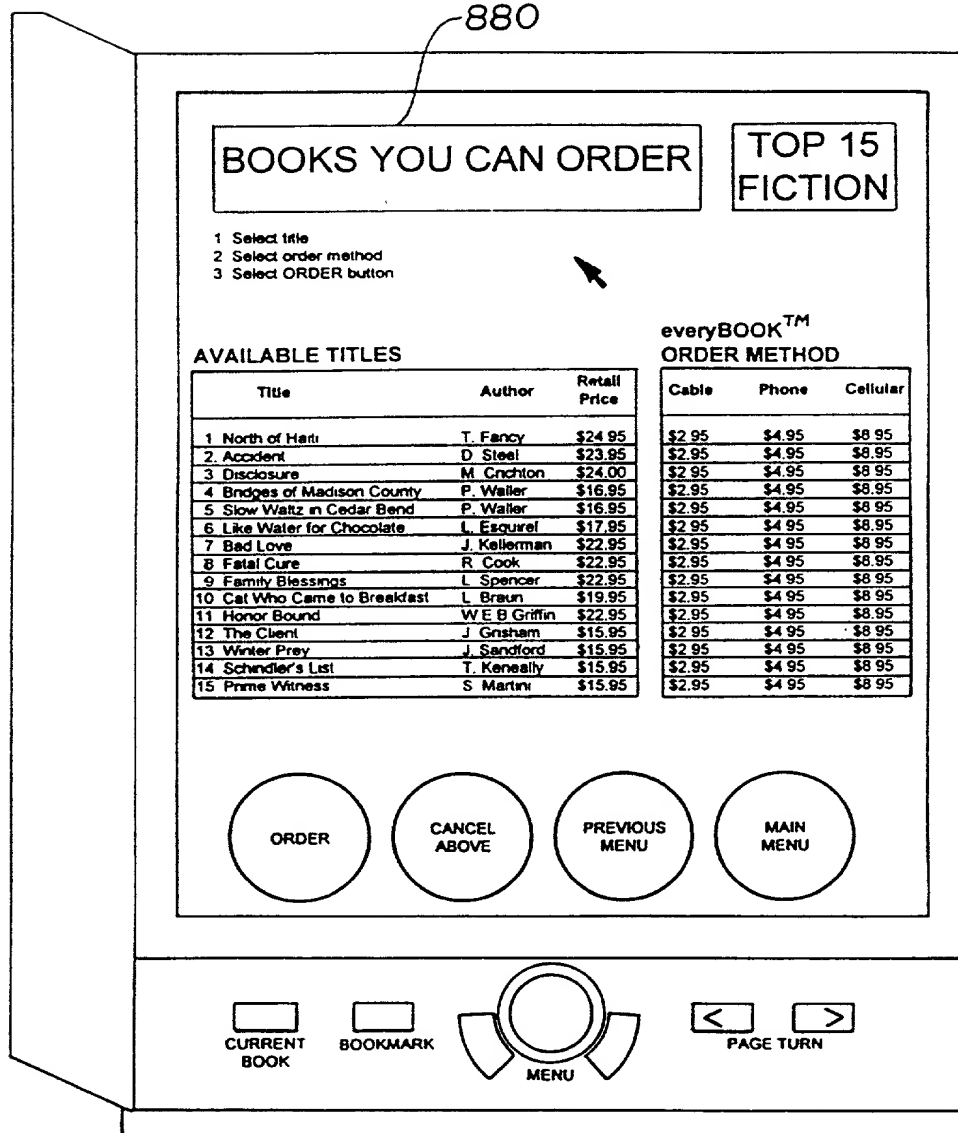 880
BOOKS YOU CAN ORDER
TOP 15
FICTION
1 Select title
2 Select order method
3 Select ORDER button
everyBOOK™
AVAILABLE TITLES ORDER METHOD
Title Author Retail Price Cable Phone Cellular
1 North of Haiti T. Fancy $24 95 $2 95 $4.95 $8 95
2. Accident D Steel $23.95 $2.95 $4.95 $8.95
3 Disclosure M Crichton $24.00 $2 95 $4 95 $8 95
4 Bridges of Madison County P. Waller $16.95 $2.95 $4.95 $8.95
5 Slow Waltz in Cedar Bend P. Waller $16.95 $2.95 $4.95 $8 95
6 Like Water for Chocolate L. Esquirel $17.95 $2 95 $4 95 $8.95
7 Bad Love J. Kellerman $22.95 $2.95 $4 95 $8 95
8 Fatal Cure R Cook $22.95 $2.95 $4 95 $8.95
9 Family Blessings L Spencer $22.95 $2.95 $4 95 $8 95
10 Cat Who Came to Breakfast L Braun $19.95 $2.95 $4 95 $8 95
11 Honor Bound W E B Griffin $22.95 $2.95 $4 95 $8.95
12 The Client J Grisham $15.95 $2 95 $4 95 $8 95
13 Winter Prey J. Sandford $15.95 $2.95 $4 95 $8 95
14 Schindler's List T. Keneally $15.95 $2.95 $4 95 $8 95
15 Prime Witness S Martini $15.95 $2.95 $4 95 $8 95
ORDER
CANCEL
ABOVE
PREVIOUS
MENU
MAIN
MENU
< >
CURRENT
BOOK
BOOKMARK
MENU
PAGE TURN